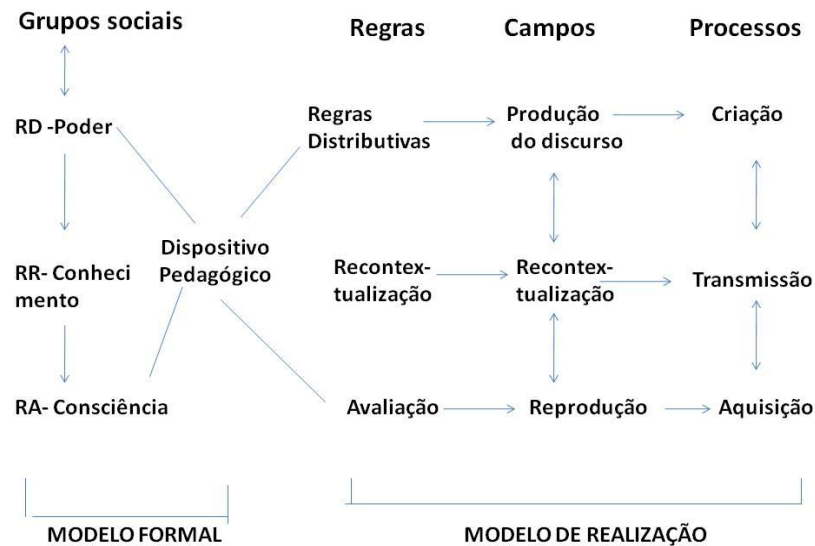 Grupos sociais
Regras
Campos
Processos
RD -Poder
Regras
Distributivas
Produção
do discurso
Criação
Dispositivo
Pedagógico
RR- Conheci
mento
Recontex-
tualização
Recontex-
tualização
Transmissão
RA- Consciência
Avaliação
Reprodução
Aquisição
MODELO FORMAL
MODELO DE REALIZAÇÃO